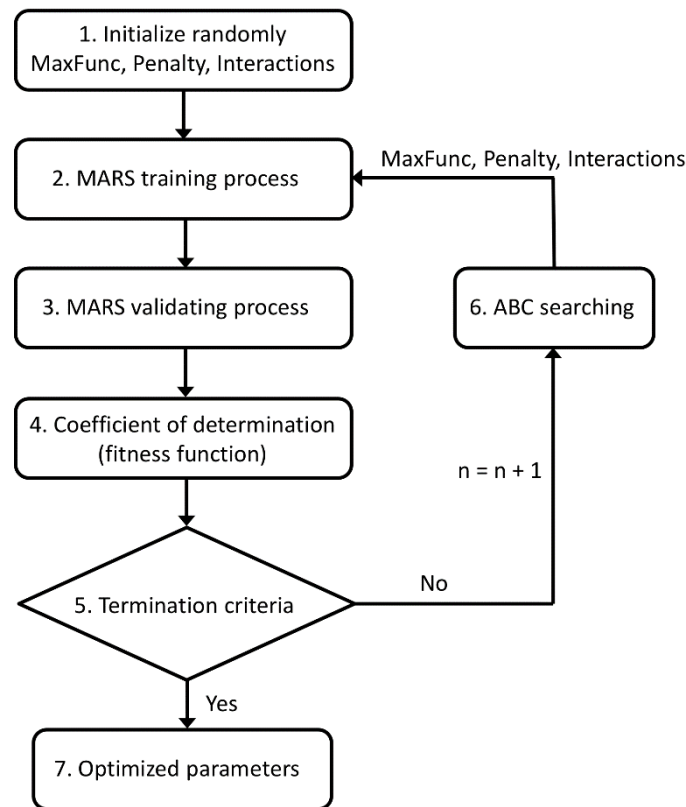 1. Initialize randomly
MaxFunc, Penalty, Interactions
2. MARS training process
MaxFunc, Penalty, Interactions
3. MARS validating process
6. ABC searching
4. Coefficient of determination
(fitness function)
n = n + 1
5. Termination criteria
No
Yes
7. Optimized parameters